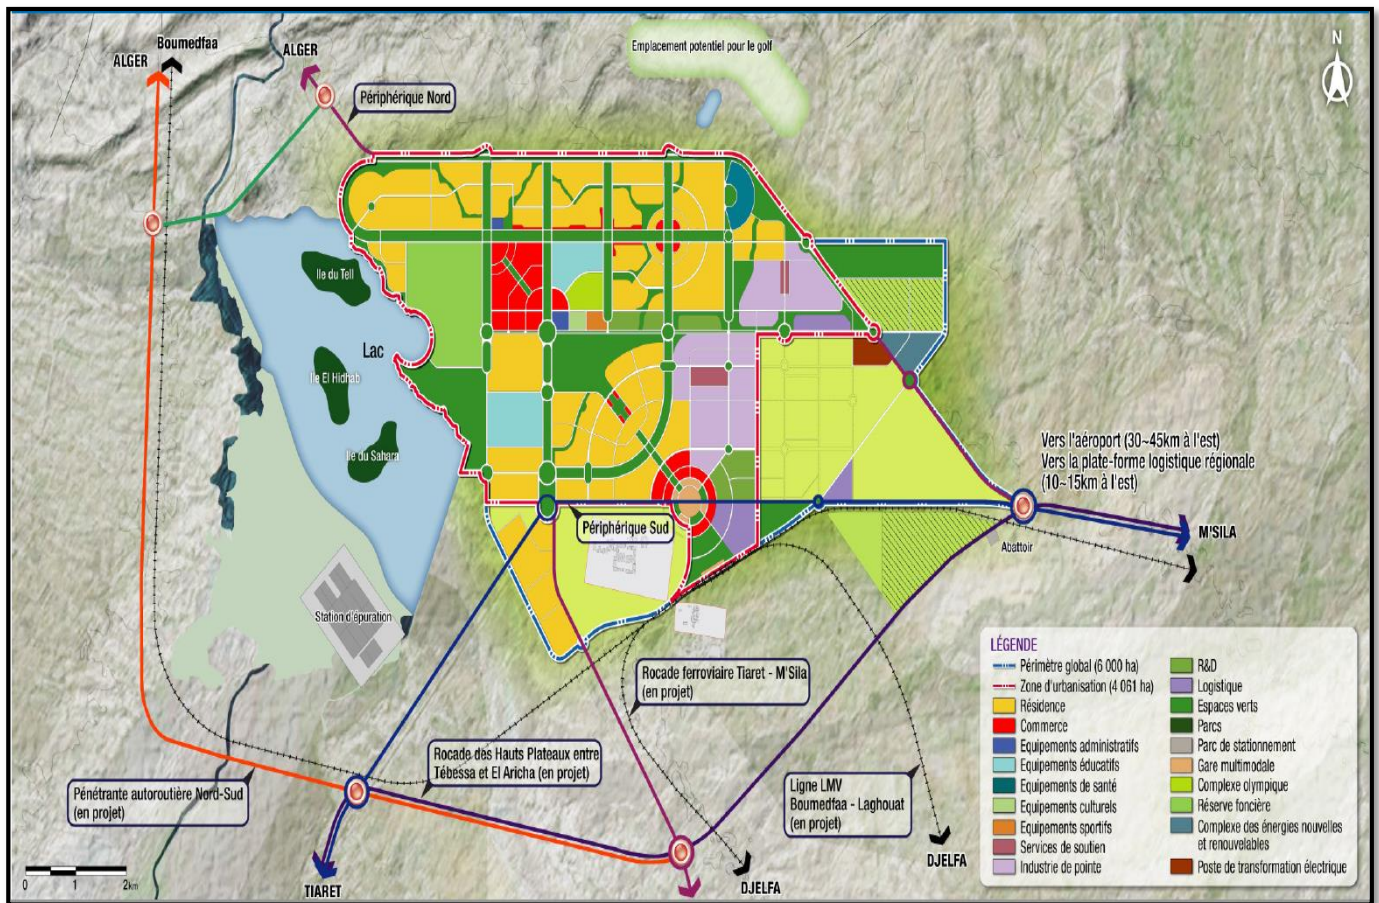 Boumedfaa
ALGER
ALGER
Périphérique Nord
Emplacement potentiel pour le golf
N
Ile du Tell
Lac
Ile El Hidhab
Ile du Sahara
Station d'épuration
Périphérique Sud
Vers l'aéroport (30~45km à l'est)
Vers la plate-forme logistique régionale
(10~15km à l'est)
M'SILA
Abattoir
Rocade ferroviaire Tiaret - M'Sila
(en projet)
Rocade des Hauts Plateaux entre
Tébessa et El Aricha (en projet)
Pénétrante autoroutière Nord-Sud
(en projet)
Ligne LMV
Boumedfaa - Laghouat
(en projet)
DJELFA
DJELFA
TIARET
0 1 2km
LÉGENDE
Périmètre global (6 000 ha)
Zone d'urbanisation (4 061 ha)
Résidence
Commerce
Equipements administratifs
Equipements éducatifs
Equipements de santé
Equipements culturels
Equipements sportifs
Services de soutien
Industrie de pointe
R&D
Logistique
Espaces verts
Parcs
Parc de stationnement
Gare multimodale
Complexe olympique
Réserve foncière
Complexe des énergies nouvelles
et renouvelables
Poste de transformation électrique